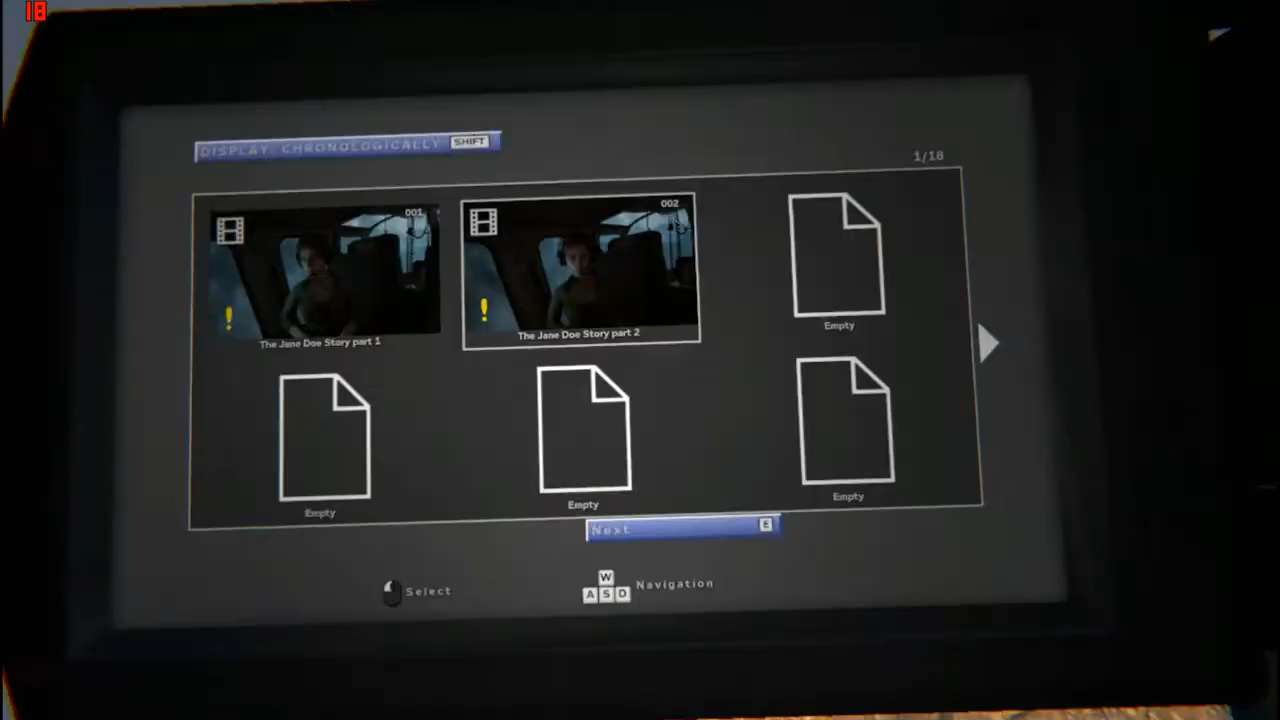 18
DISPLAY: CHRONOLOGICALLY SHIFT
1/18
001
002
The Jane Doe Story part 1
The Jane Doe Story part 2
Empty
Empty
Empty
Empty
Next E
Select
W
A S D
Navigation